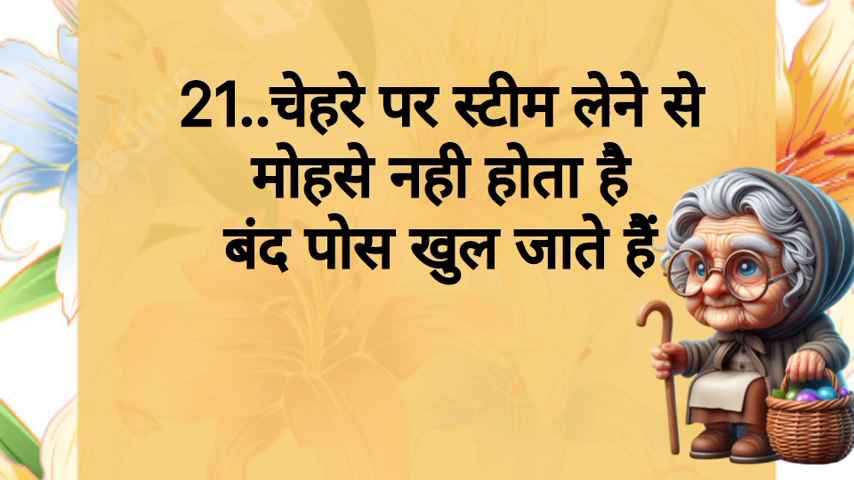 21..चेहरे पर स्टीम लेने से
मोहसे नही होता है
बंद पोस खुल जाते हैं